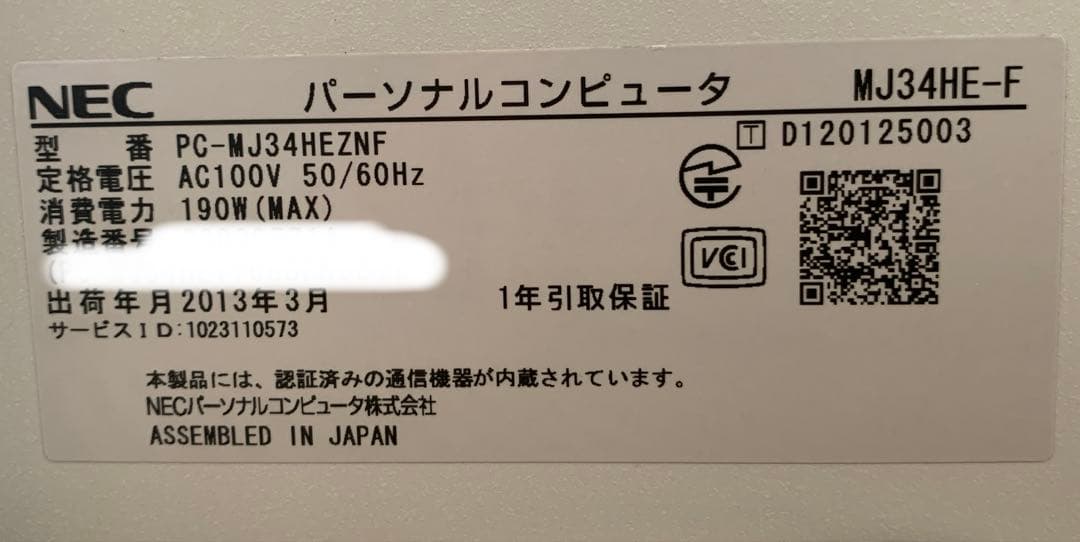 NEC パーソナルコンピュータ MJ34HE-F
型 番 PC-MJ34HEZNF
T D120125003
定格電圧 AC100V 50/60Hz
消費電力 190W(MAX)
製造番号
VCCI
出荷年月 2013年3月
1年引取保証
サービスID:1023110573
本製品には、認証済みの通信機器が内蔵されています。
NECパーソナルコンピュータ株式会社
ASSEMBLED IN JAPAN